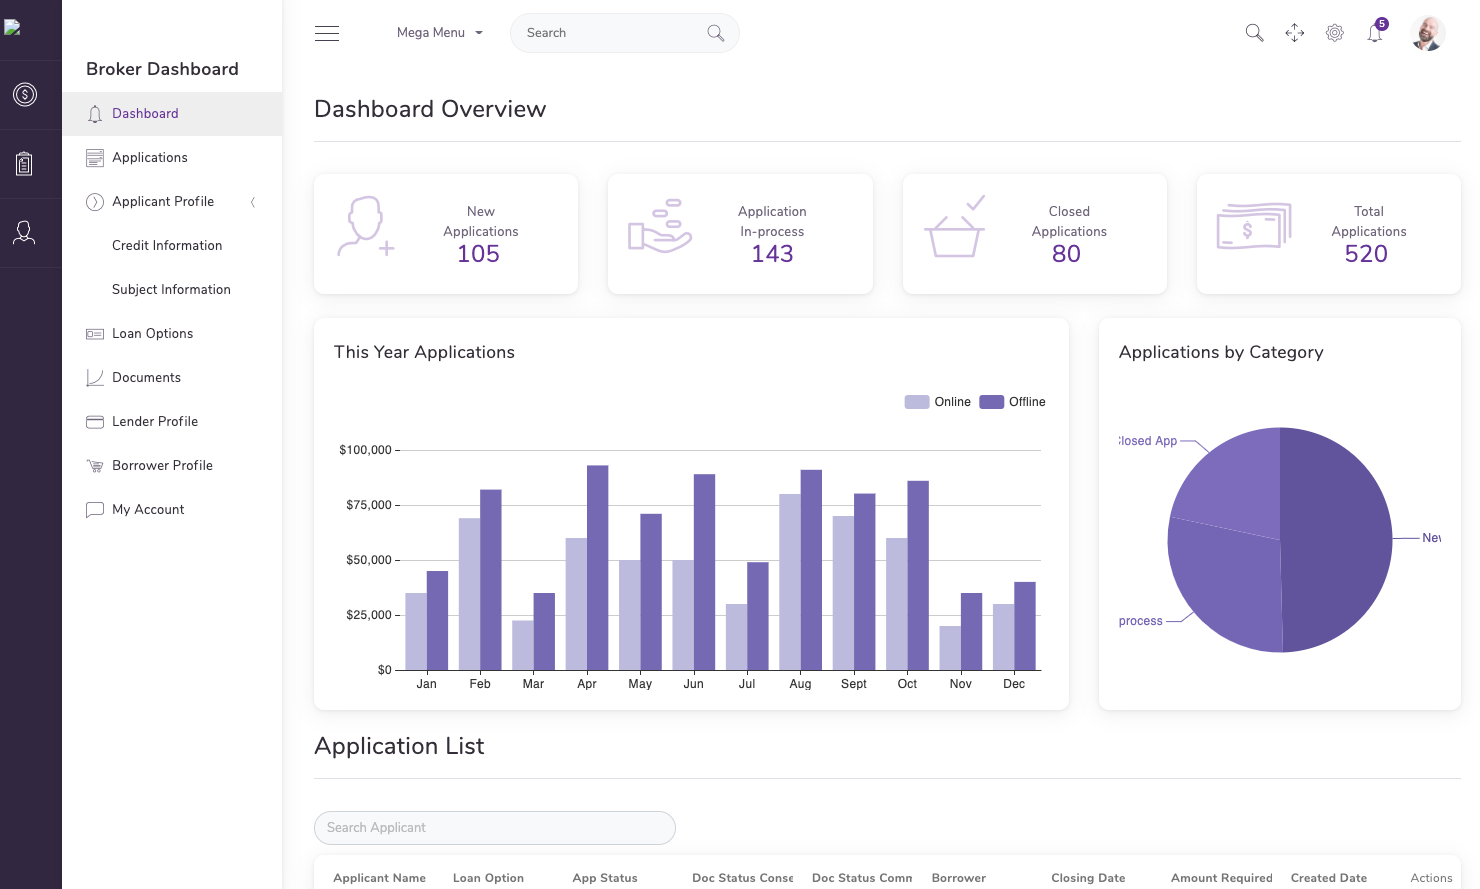 Broker Dashboard
Dashboard
Applications
Applicant Profile
Credit Information
Subject Information
Loan Options
Documents
Lender Profile
Borrower Profile
My Account
Mega Menu
Search
5
Dashboard Overview
New
Applications
105
Application
In-process
143
Closed
Applications
80
Total
Applications
520
This Year Applications
Online
Offline
$100,000
$75,000
$50,000
$25,000
$0
Jan Feb Mar Apr May Jun Jul Aug Sept Oct Nov Dec
Applications by Category
losed App
Nev
process
Application List
Search Applicant
Applicant Name Loan Option App Status Doc Status Conse Doc Status Comn Borrower Closing Date Amount Required Created Date Actions